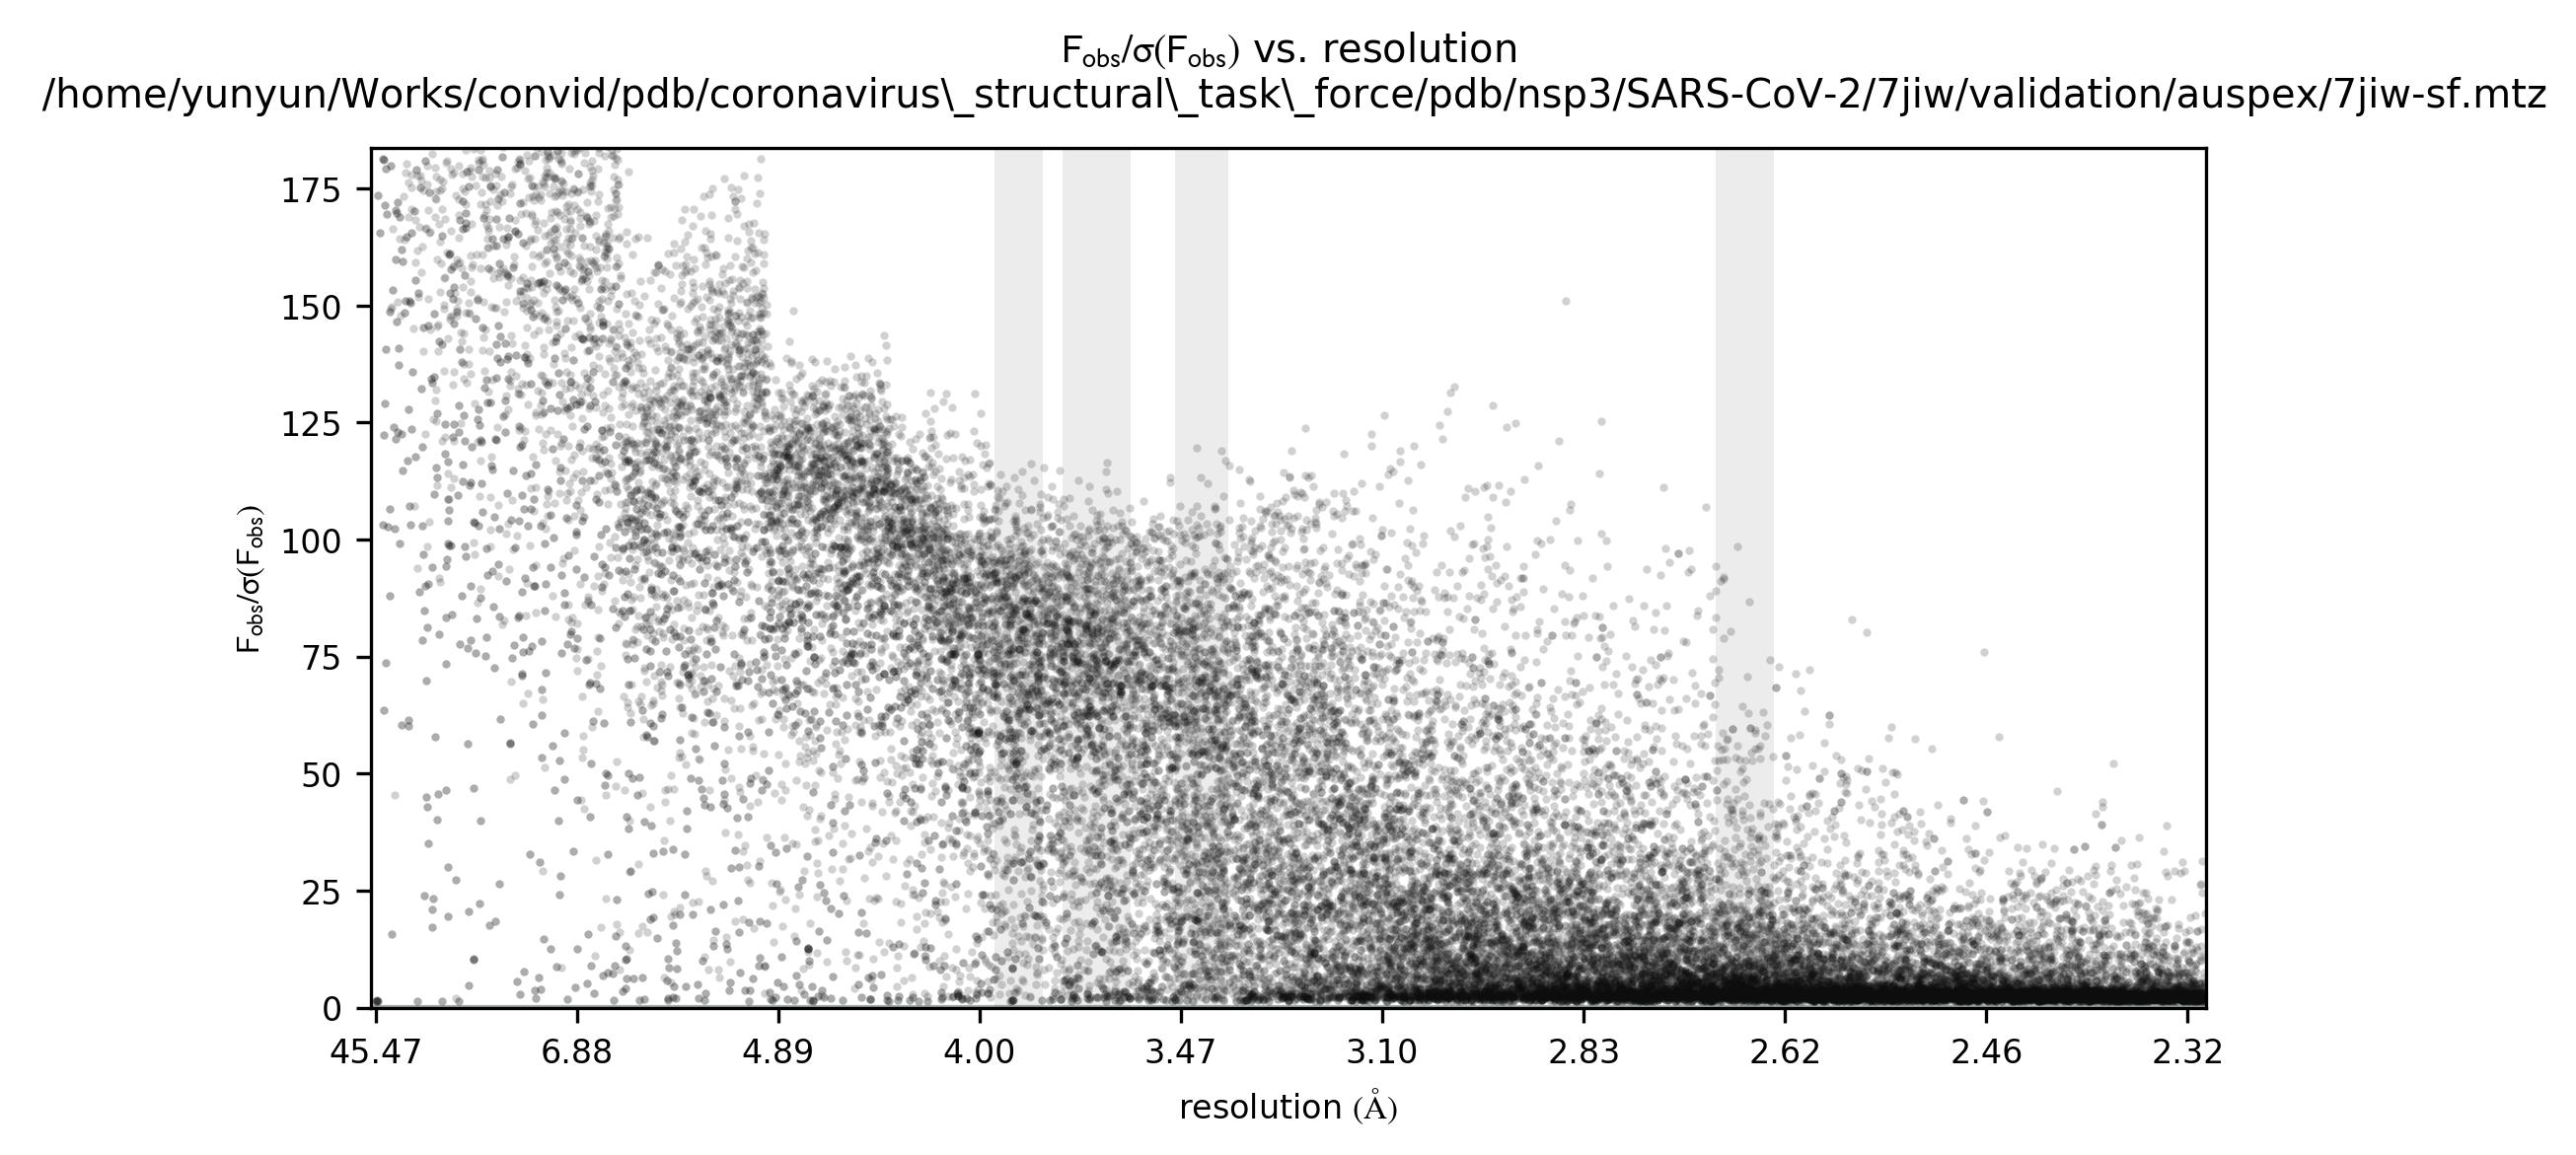 Fobs/σ(Fobs) vs. resolution
/home/yunyun/Works/convid/pdb/coronavirus\_structural\_task\_force/pdb/nsp3/SARS-CoV-2/7jiw/validation/auspex/7jiw-sf.mtz
Fobs/σ(Fobs)
175
150
125
100
75
50
25
0
45.47 6.88 4.89 4.00 3.47 3.10 2.83 2.62 2.46 2.32
resolution (Å)